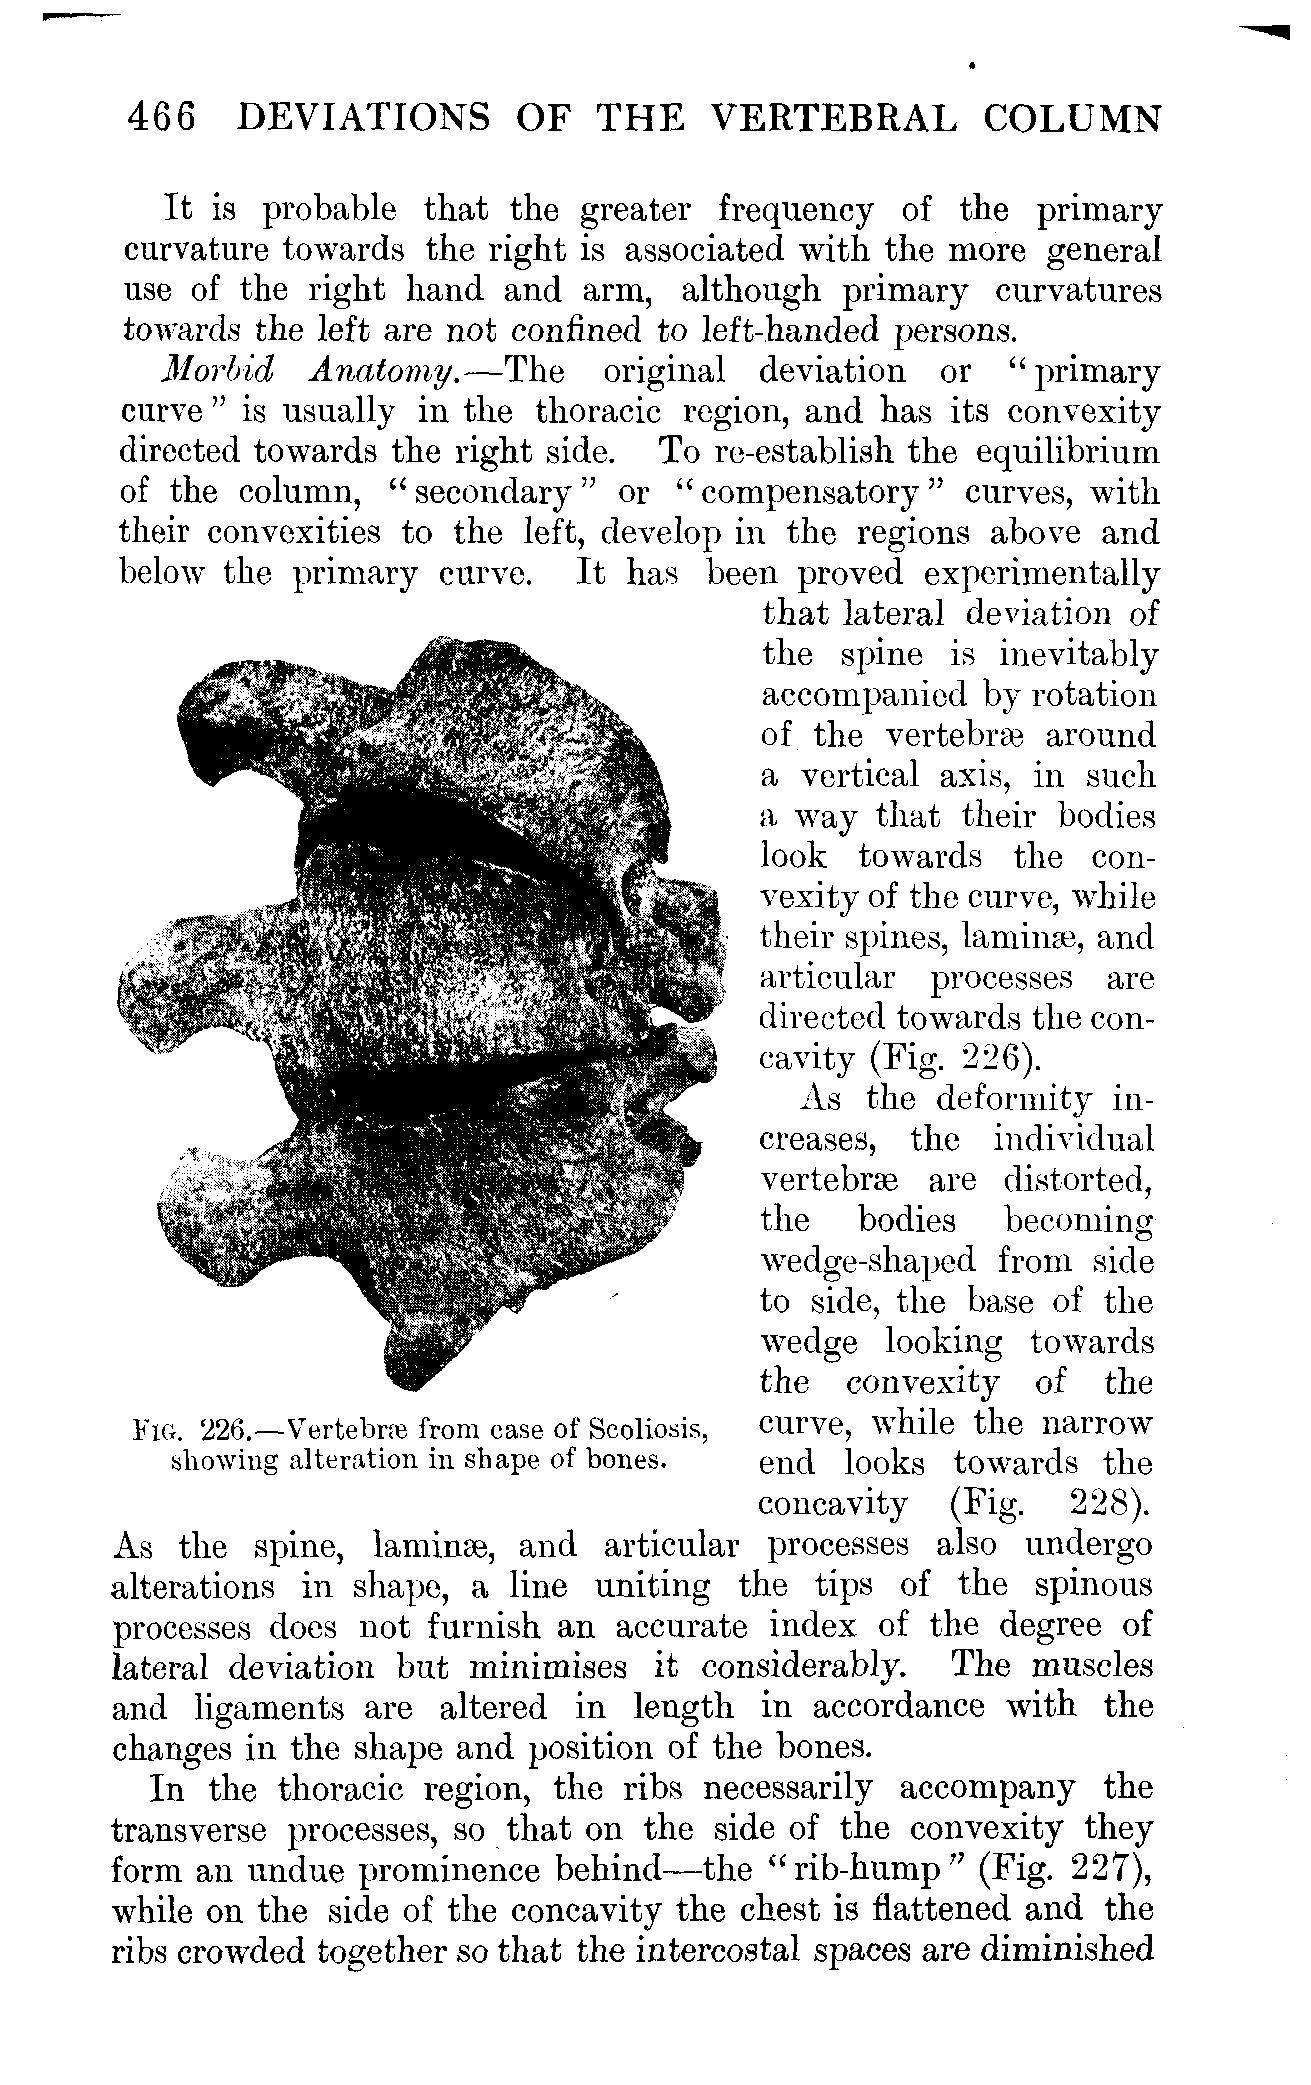 466 DEVIATIONS OF THE VERTEBRAL COLUMN
It is probable that the greater frequency of the primary
curvature towards the right is associated with the more general
use of the right hand and arm, although primary curvatures
towards the left are not confined to left-handed persons.
Morbid Anatomy.—The original deviation or "primary
curve" is usually in the thoracic region, and has its convexity
directed towards the right side. To re-establish the equilibrium
of the column, "secondary" or "compensatory" curves, with
their convexities to the left, develop in the regions above and
below the primary curve. It has been proved experimentally
that lateral deviation of
the spine is inevitably
accompanied by rotation
of the vertebræ around
a vertical axis, in such
a way that their bodies
look towards the con-
vexity of the curve, while
their spines, laminæ, and
articular processes are
directed towards the con-
cavity (Fig. 226).
As the deformity in-
creases, the individual
vertebræ are distorted,
the bodies becoming
wedge-shaped from side
to side, the base of the
wedge looking towards
the convexity of the
curve, while the narrow
end looks towards the
concavity (Fig. 228).
FIG. 226.—Vertebræ from case of Scoliosis,
showing alteration in shape of bones.
As the spine, laminæ, and articular processes also undergo
alterations in shape, a line uniting the tips of the spinous
processes does not furnish an accurate index of the degree of
lateral deviation but minimises it considerably. The muscles
and ligaments are altered in length in accordance with the
changes in the shape and position of the bones.
In the thoracic region, the ribs necessarily accompany the
transverse processes, so that on the side of the convexity they
form an undue prominence behind—the "rib-hump" (Fig. 227),
while on the side of the concavity the chest is flattened and the
ribs crowded together so that the intercostal spaces are diminished